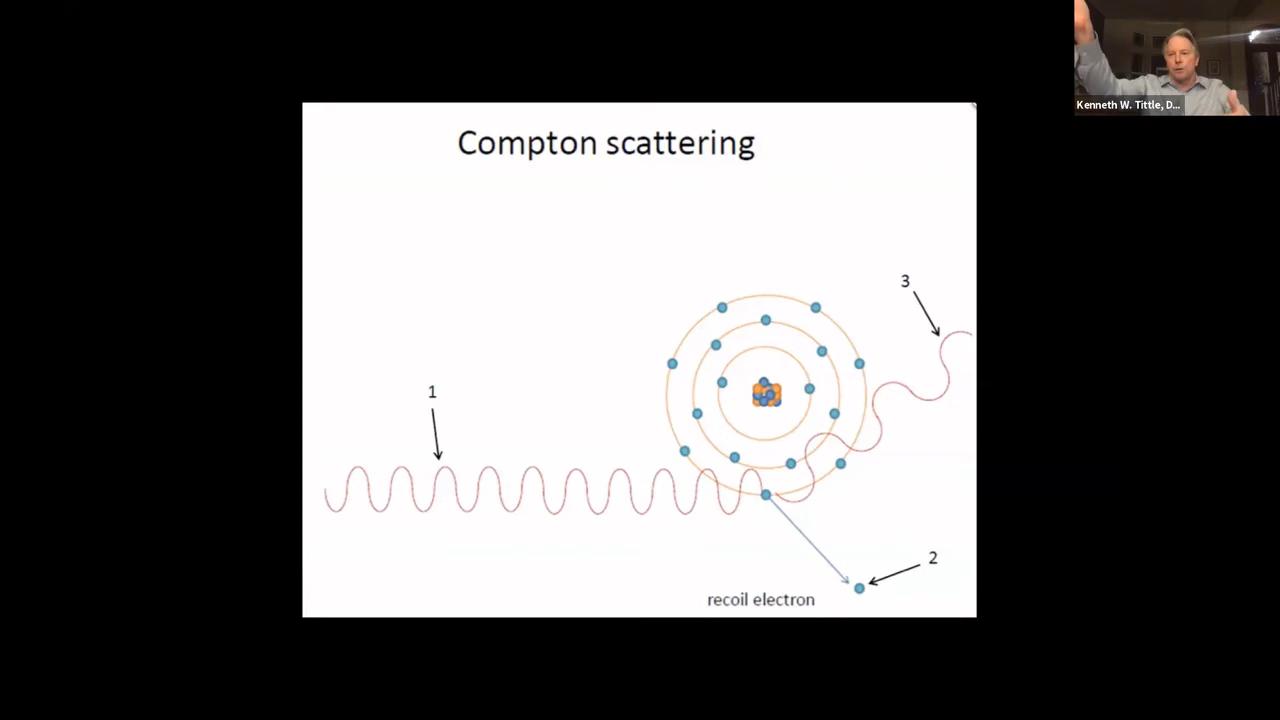 Compton scattering
3
1
2
recoil electron
Kenneth W. Tittle, D...